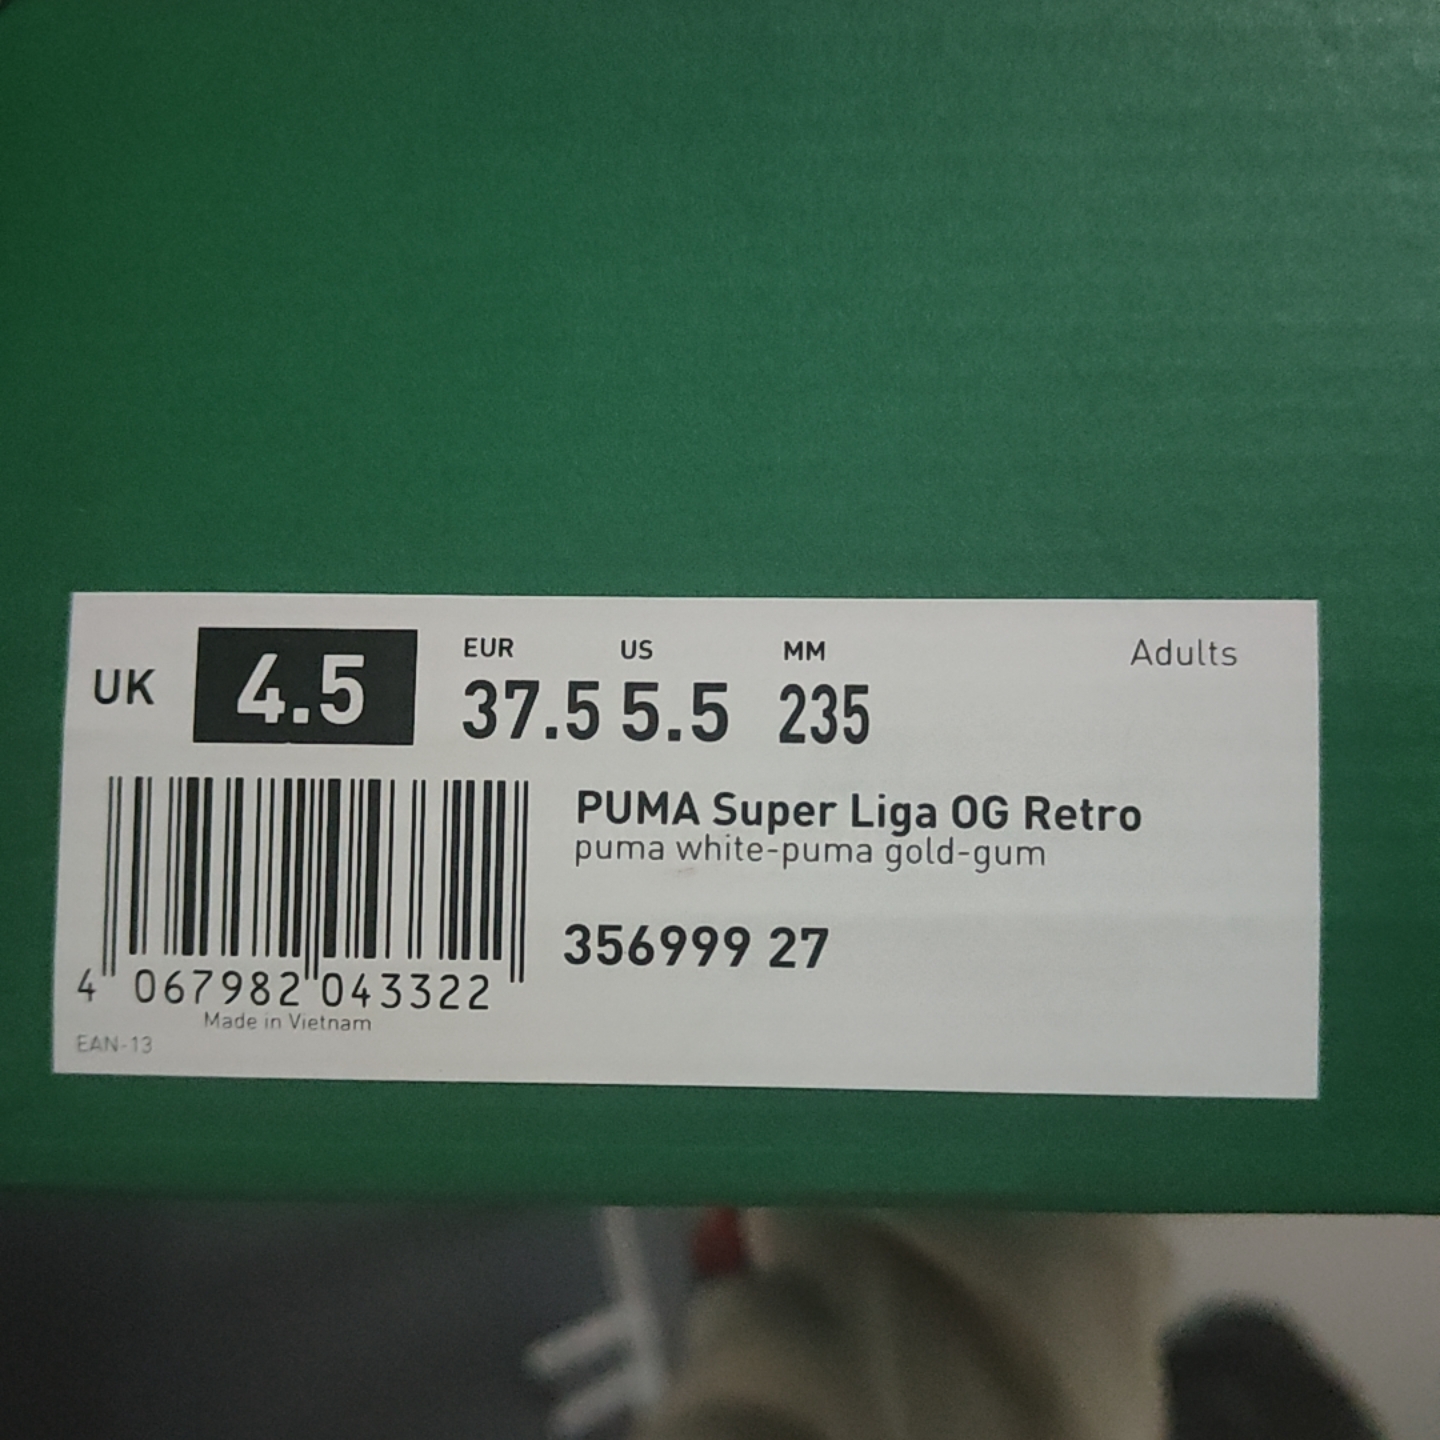 UK 4.5
EUR US MM
37.5 5.5 235
Adults
PUMA Super Liga OG Retro
puma white-puma gold-gum
356999 27
4 067982 043322
Made in Vietnam
EAN-13